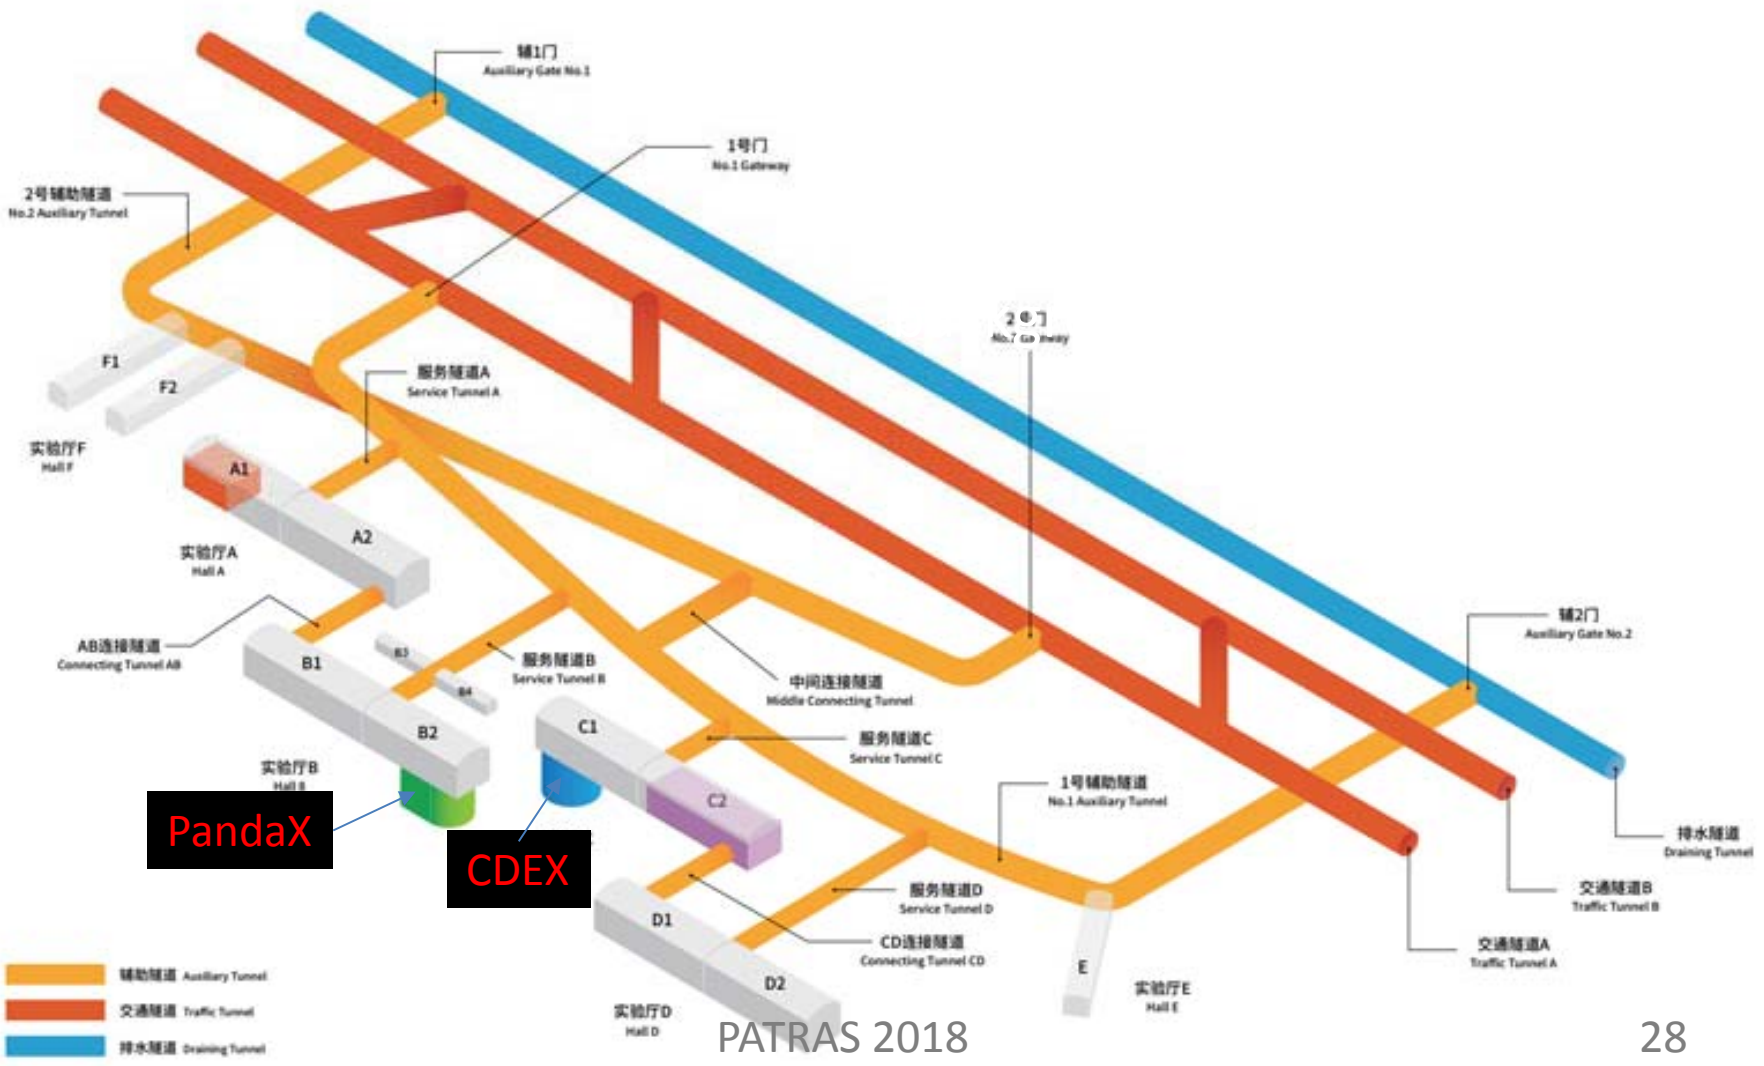 辅1门
Auxiliary Gate No.1
1号门
No.1 Gateway
2号辅助隧道
No.2 Auxiliary Tunnel
2号门
F1
F2
实验厅F
Hall F
服务隧道A
Service Tunnel A
A1
A2
实验厅A
Hall A
AB连接隧道
Connecting Tunnel AB
B1
B3
B4
B2
服务隧道B
Service Tunnel B
实验厅B
Hall B
中间连接隧道
Middle Connecting Tunnel
辅2门
Auxiliary Gate No.2
C1
C2
服务隧道C
Service Tunnel C
1号辅助隧道
No.1 Auxiliary Tunnel
PandaX
CDEX
排水隧道
Draining Tunnel
交通隧道B
Traffic Tunnel B
交通隧道A
Traffic Tunnel A
服务隧道D
Service Tunnel D
CD连接隧道
Connecting Tunnel CD
D1
D2
实验厅D
Hall D
E
实验厅E
Hall E
辅助隧道 Auxiliary Tunnel
交通隧道 Traffic Tunnel
排水隧道 Draining Tunnel
PATRAS 2018
28